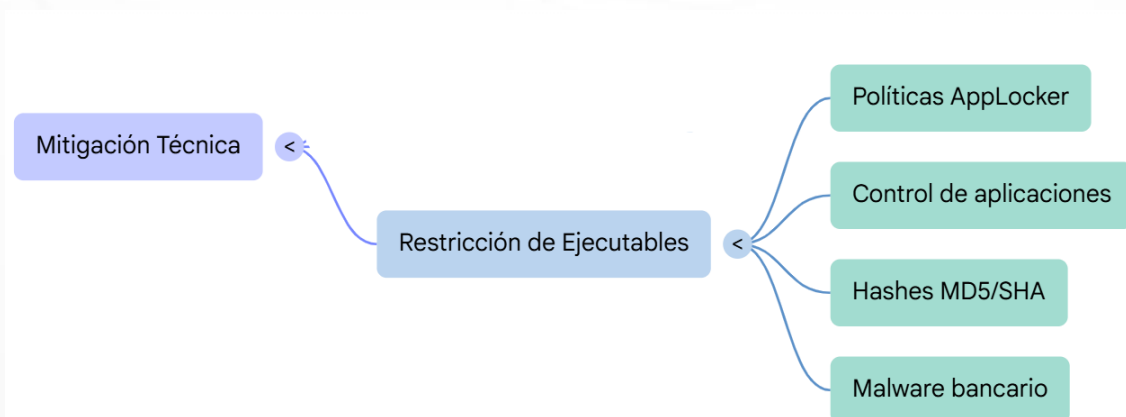 Mitigación Técnica
<
Restricción de Ejecutables
<
Políticas AppLocker
Control de aplicaciones
Hashes MD5/SHA
Malware bancario